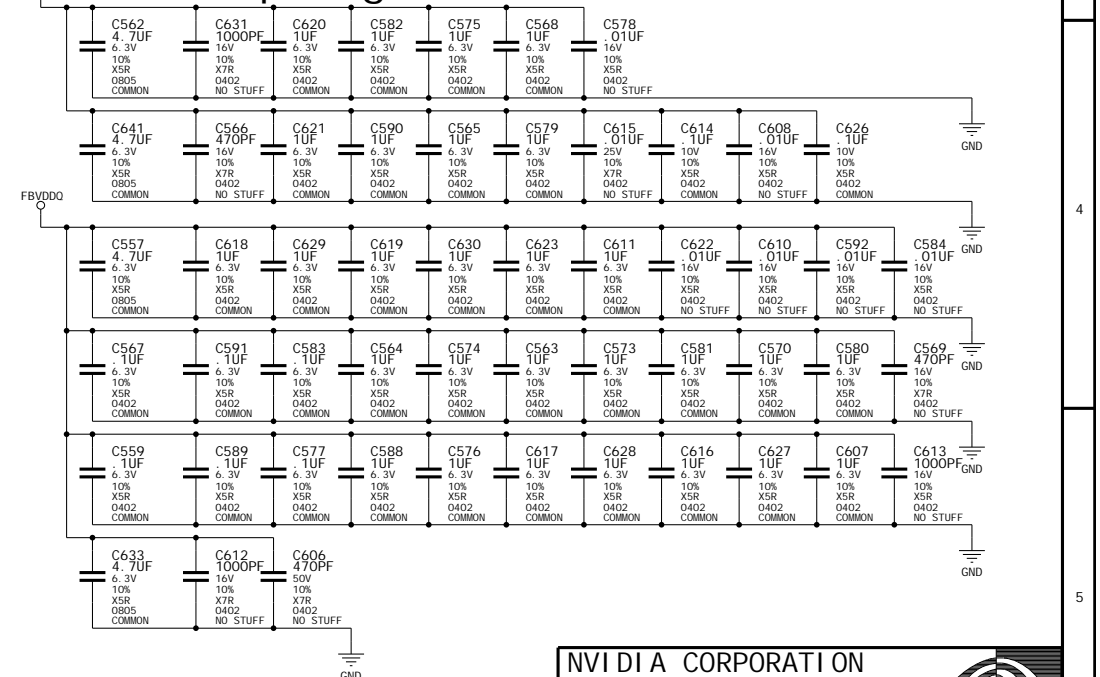 C562
4.7UF
6.3V
10%
X5R
0805
COMMON
C631
1000PF
16V
10%
X7R
0402
NO STUFF
C620
1UF
6.3V
10%
X5R
0402
COMMON
C582
1UF
6.3V
10%
X5R
0402
COMMON
C575
1UF
6.3V
10%
X5R
0402
COMMON
C568
1UF
6.3V
10%
X5R
0402
COMMON
C578
.01UF
16V
10%
X5R
0402
NO STUFF
GND
C641
4.7UF
6.3V
10%
X5R
0805
COMMON
C566
470PF
16V
10%
X7R
0402
NO STUFF
C621
1UF
6.3V
10%
X5R
0402
COMMON
C590
1UF
6.3V
10%
X5R
0402
COMMON
C565
1UF
6.3V
10%
X5R
0402
COMMON
C579
1UF
6.3V
10%
X5R
0402
COMMON
C615
.01UF
25V
10%
X7R
0402
NO STUFF
C614
.1UF
10V
10%
X5R
0402
COMMON
C608
.01UF
16V
10%
X5R
0402
NO STUFF
C626
.1UF
10V
10%
X5R
0402
COMMON
GND
4
FBVDDQ
C557
4.7UF
6.3V
10%
X5R
0805
COMMON
C618
1UF
6.3V
10%
X5R
0402
COMMON
C629
1UF
6.3V
10%
X5R
0402
COMMON
C619
1UF
6.3V
10%
X5R
0402
COMMON
C630
1UF
6.3V
10%
X5R
0402
COMMON
C623
1UF
6.3V
10%
X5R
0402
COMMON
C611
1UF
6.3V
10%
X5R
0402
COMMON
C622
.01UF
16V
10%
X5R
0402
NO STUFF
C610
.01UF
16V
10%
X5R
0402
NO STUFF
C592
.01UF
16V
10%
X5R
0402
NO STUFF
C584
.01UF
16V
10%
X5R
0402
NO STUFF
GND
C567
.1UF
6.3V
10%
X5R
0402
COMMON
C591
.1UF
6.3V
10%
X5R
0402
COMMON
C583
.1UF
6.3V
10%
X5R
0402
COMMON
C564
1UF
6.3V
10%
X5R
0402
COMMON
C574
1UF
6.3V
10%
X5R
0402
COMMON
C563
1UF
6.3V
10%
X5R
0402
COMMON
C573
1UF
6.3V
10%
X5R
0402
COMMON
C581
1UF
6.3V
10%
X5R
0402
COMMON
C570
1UF
6.3V
10%
X5R
0402
COMMON
C580
1UF
6.3V
10%
X5R
0402
COMMON
C569
470PF
16V
10%
X7R
0402
NO STUFF
GND
C559
.1UF
6.3V
10%
X5R
0402
COMMON
C589
.1UF
6.3V
10%
X5R
0402
COMMON
C577
.1UF
6.3V
10%
X5R
0402
COMMON
C588
1UF
6.3V
10%
X5R
0402
COMMON
C576
1UF
6.3V
10%
X5R
0402
COMMON
C617
1UF
6.3V
10%
X5R
0402
COMMON
C628
1UF
6.3V
10%
X5R
0402
COMMON
C616
1UF
6.3V
10%
X5R
0402
COMMON
C627
1UF
6.3V
10%
X5R
0402
COMMON
C607
1UF
6.3V
10%
X5R
0402
COMMON
C613
1000PF
16V
10%
X5R
0402
NO STUFF
GND
C633
4.7UF
6.3V
10%
X5R
0805
COMMON
C612
1000PF
16V
10%
X7R
0402
NO STUFF
C606
470PF
50V
10%
X7R
0402
NO STUFF
GND
5
NVIDIA CORPORATION